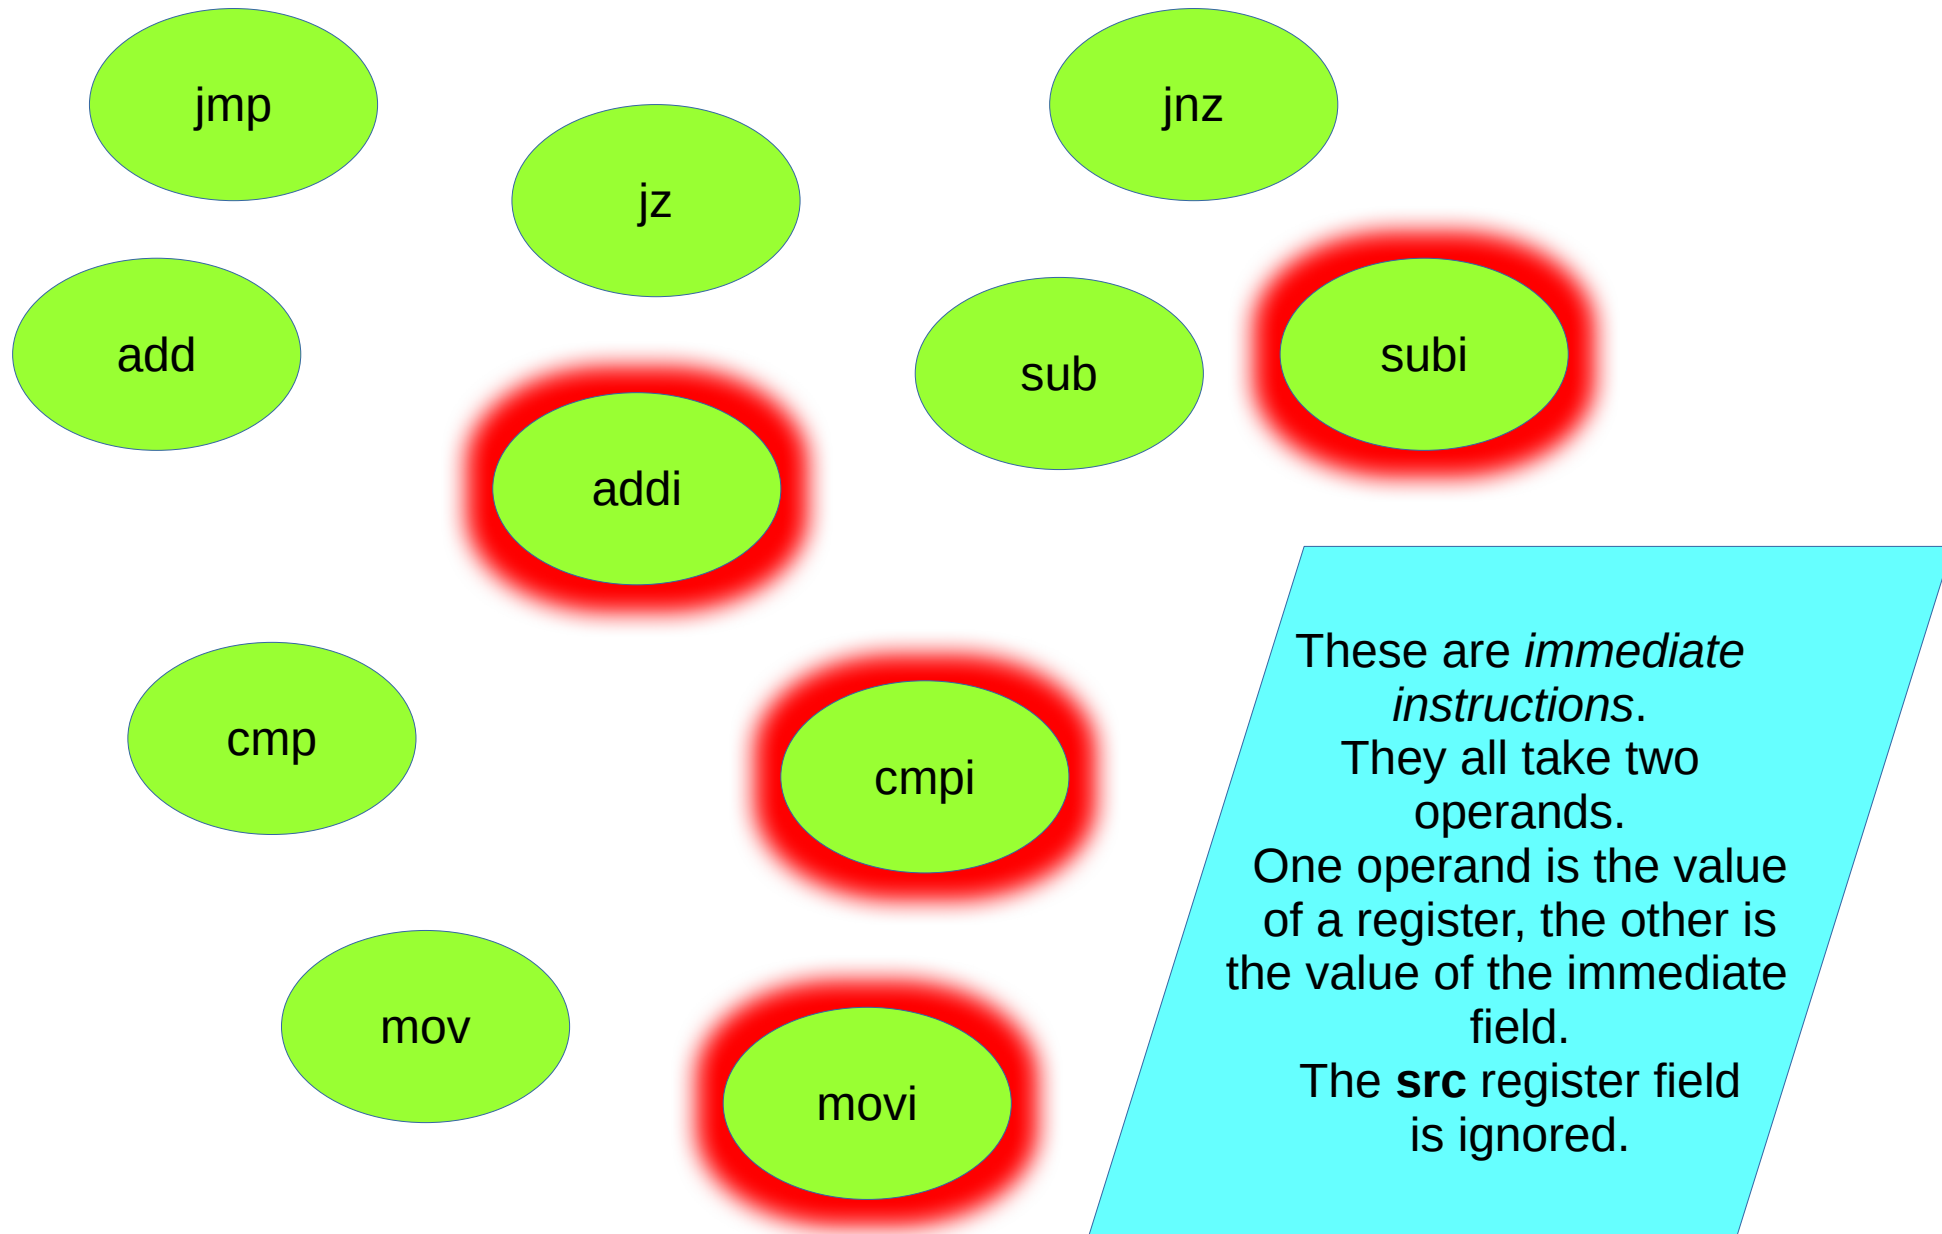 jmp
jnz
jz
add
sub
subi
addi
cmp
cmpi
mov
movi
These are immediate
instructions.
They all take two
operands.
One operand is the value
of a register, the other is
the value of the immediate
field.
The src register field
is ignored.